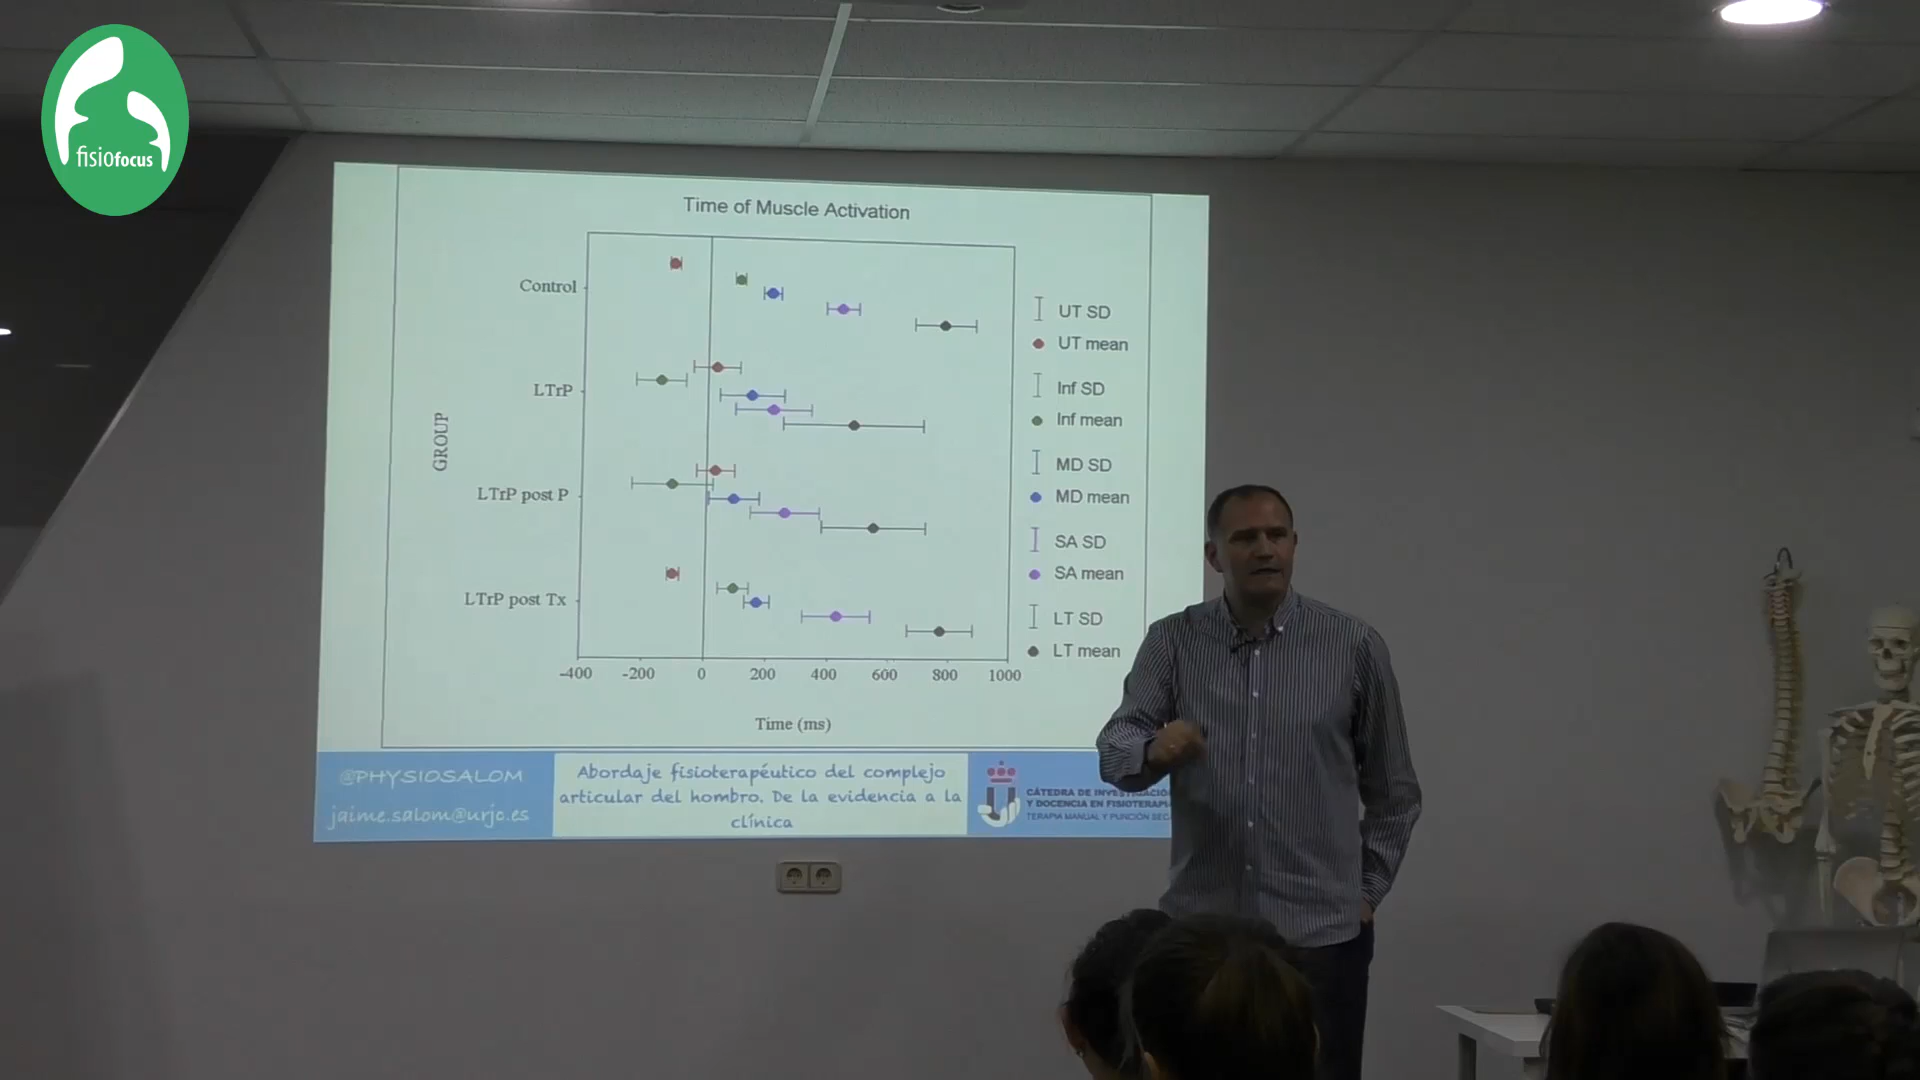 fisiofocus
Time of Muscle Activation
Control
LTrP
LTrP post P
LTrP post Tx
GROUP
-400 -200 0 200 400 600 800 1000
Time (ms)
UT SD
UT mean
Inf SD
Inf mean
MD SD
MD mean
SA SD
SA mean
LT SD
LT mean
@PHYSIOSALOM
jaime.salom@urjc.es
Abordaje fisioterapéutico del complejo
articular del hombro. De la evidencia a la
clínica
CÁTEDRA DE
Y DOCENCIA EN
TERAPIA MANUAL Y PUNCIÓN